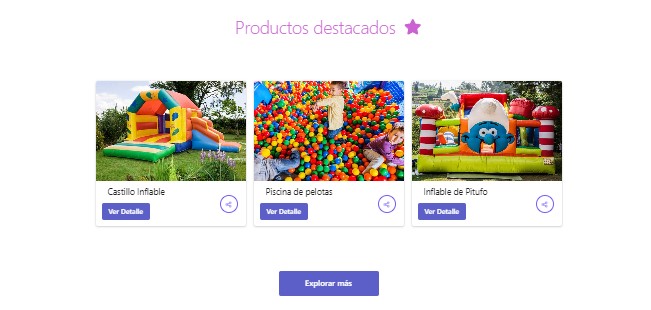 Productos destacados
Castillo Inflable
Ver Detalle
Piscina de pelotas
Ver Detalle
Inflable de Pitufo
Ver Detalle
Explorar más